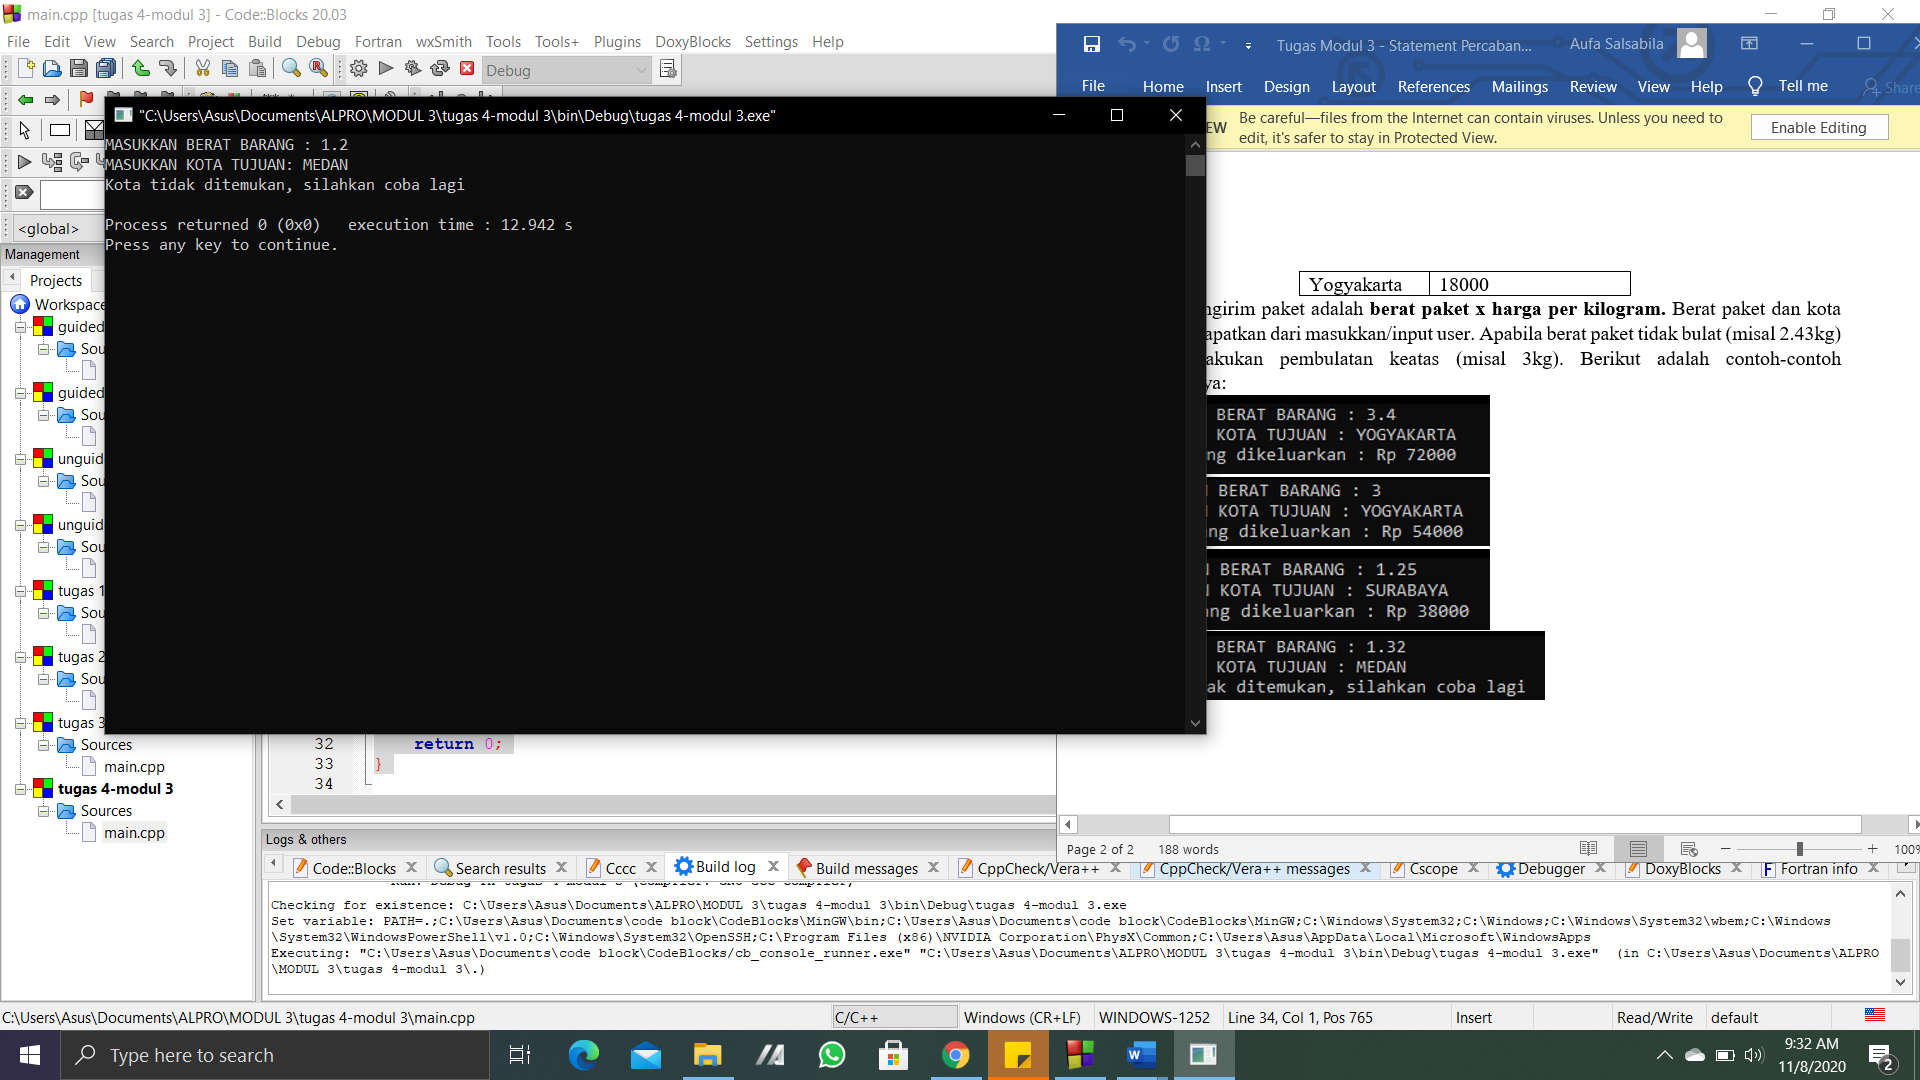 main.cpp [tugas 4-modul 3] - Code::Blocks 20.03
File Edit View Search Project Build Debug Fortran wxSmith Tools Tools+ Plugins DoxyBlocks Settings Help
Debug
<global>
Management
Projects
Workspace
guided
Sou
guided
Sou
unguid
Sou
unguid
Sou
tugas 1
Sou
tugas 2
Sou
tugas 3
Sources
main.cpp
tugas 4-modul 3
Sources
main.cpp
"C:\Users\Asus\Documents\ALPRO\MODUL 3\tugas 4-modul 3\bin\Debug\tugas 4-modul 3.exe"
MASUKKAN BERAT BARANG : 1.2
MASUKKAN KOTA TUJUAN: MEDAN
Kota tidak ditemukan, silahkan coba lagi
Process returned 0 (0x0)   execution time : 12.942 s
Press any key to continue.
32 return 0;
33 }
34
Tugas Modul 3 - Statement Percaban...
Aufa Salsabila
File Home Insert Design Layout References Mailings Review View Help Tell me Share
EW Be careful—files from the Internet can contain viruses. Unless you need to
edit, it's safer to stay in Protected View.
Enable Editing
Yogyakarta 18000
ngirim paket adalah berat paket x harga per kilogram. Berat paket dan kota
apatkan dari masukkan/input user. Apabila berat paket tidak bulat (misal 2.43kg)
akukan pembulatan keatas (misal 3kg). Berikut adalah contoh-contoh
ya:
BERAT BARANG : 3.4
KOTA TUJUAN : YOGYAKARTA
ng dikeluarkan : Rp 72000
BERAT BARANG : 3
KOTA TUJUAN : YOGYAKARTA
ang dikeluarkan : Rp 54000
BERAT BARANG : 1.25
KOTA TUJUAN : SURABAYA
ang dikeluarkan : Rp 38000
BERAT BARANG : 1.32
KOTA TUJUAN : MEDAN
ak ditemukan, silahkan coba lagi
Page 2 of 2 188 words
100%
Logs & others
Code::Blocks Search results Cccc Build log Build messages CppCheck/Vera++ CppCheck/Vera++ messages Cscope Debugger DoxyBlocks Fortran info
Checking for existence: C:\Users\Asus\Documents\ALPRO\MODUL 3\tugas 4-modul 3\bin\Debug\tugas 4-modul 3.exe
Set variable: PATH=.;C:\Users\Asus\Documents\code block\CodeBlocks\MinGW\bin;C:\Users\Asus\Documents\code block\CodeBlocks\MinGW;C:\Windows\System32;C:\Windows;C:\Windows\System32\wbem;C:\Windows
\System32\WindowsPowerShell\v1.0;C:\Windows\System32\OpenSSH;C:\Program Files (x86)\NVIDIA Corporation\PhysX\Common;C:\Users\Asus\AppData\Local\Microsoft\WindowsApps
Executing: "C:\Users\Asus\Documents\code block\CodeBlocks/cb_console_runner.exe" "C:\Users\Asus\Documents\ALPRO\MODUL 3\tugas 4-modul 3\bin\Debug\tugas 4-modul 3.exe"  (in C:\Users\Asus\Documents\ALPRO
\MODUL 3\tugas 4-modul 3\.)
C:\Users\Asus\Documents\ALPRO\MODUL 3\tugas 4-modul 3\main.cpp
C/C++
Windows (CR+LF)
WINDOWS-1252
Line 34, Col 1, Pos 765
Insert
Read/Write
default
Type here to search
9:32 AM
11/8/2020
2